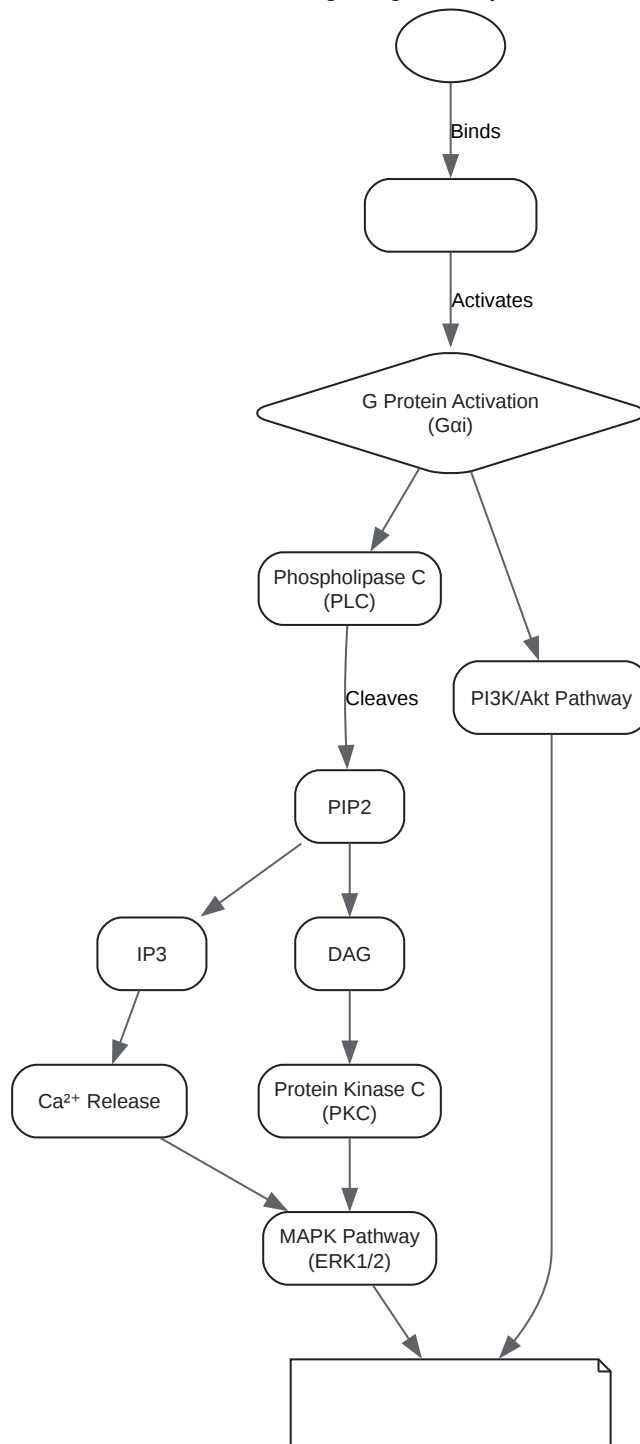 Binds
Activates
G Protein Activation
(Gαi)
Phospholipase C
(PLC)
Cleaves
PI3K/Akt Pathway
PIP2
IP3
DAG
Ca²⁺ Release
Protein Kinase C
(PKC)
MAPK Pathway
(ERK1/2)